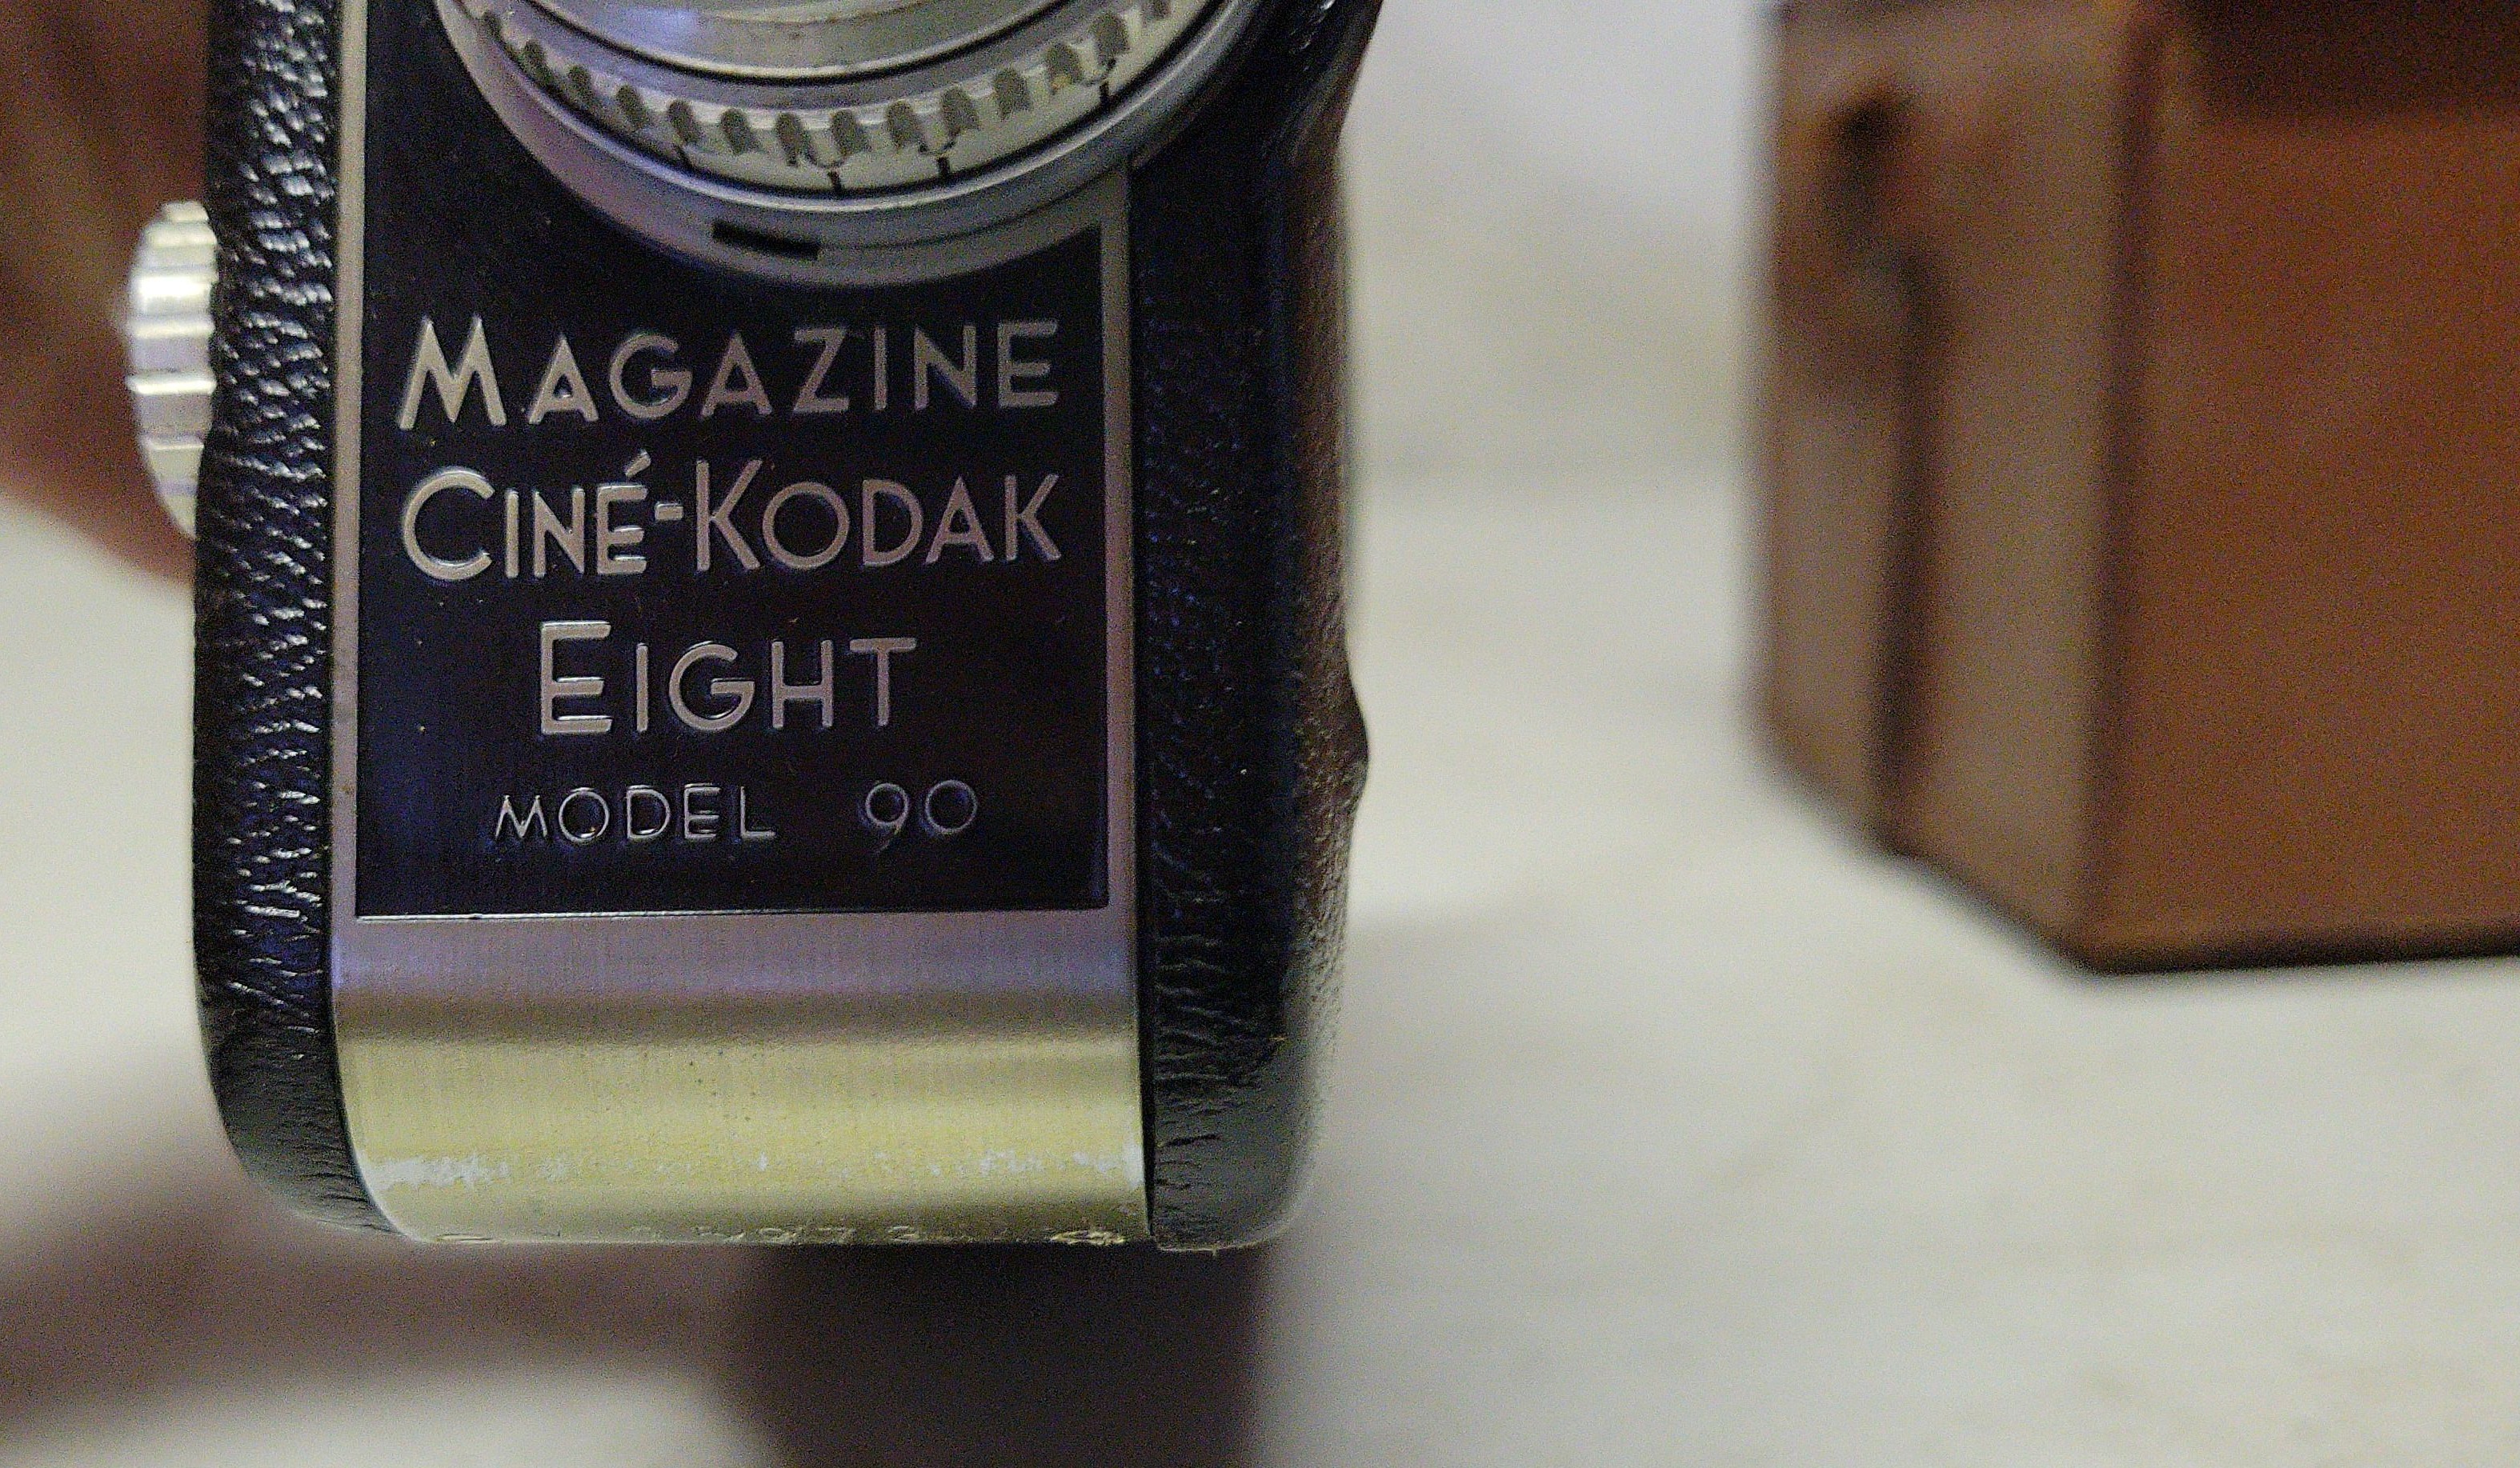 MAGAZINE
CINÉ-KODAK
EIGHT
MODEL 90